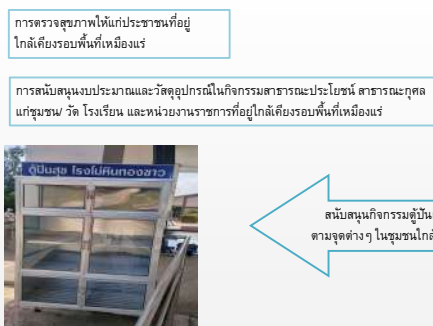 การตรวจสุขภาพให้แก่ประชาชนที่อยู่
ใกล้เคียงรอบพื้นที่เหมืองแร่
การสนับสนุนงบประมาณและวัสดุอุปกรณ์ในกิจกรรมสาธารณะประโยชน์ สาธารณะกุศล
แก่ชุมชน/ วัด โรงเรียน และหน่วยงานราชการที่อยู่ใกล้เคียงรอบพื้นที่เหมืองแร่
ตู้ปันสุข โรงโม่หินทองขาว
สนับสนุนกิจกรรมตู้ปัน
ตามจุดต่าง ๆ ในชุมชนใกล้